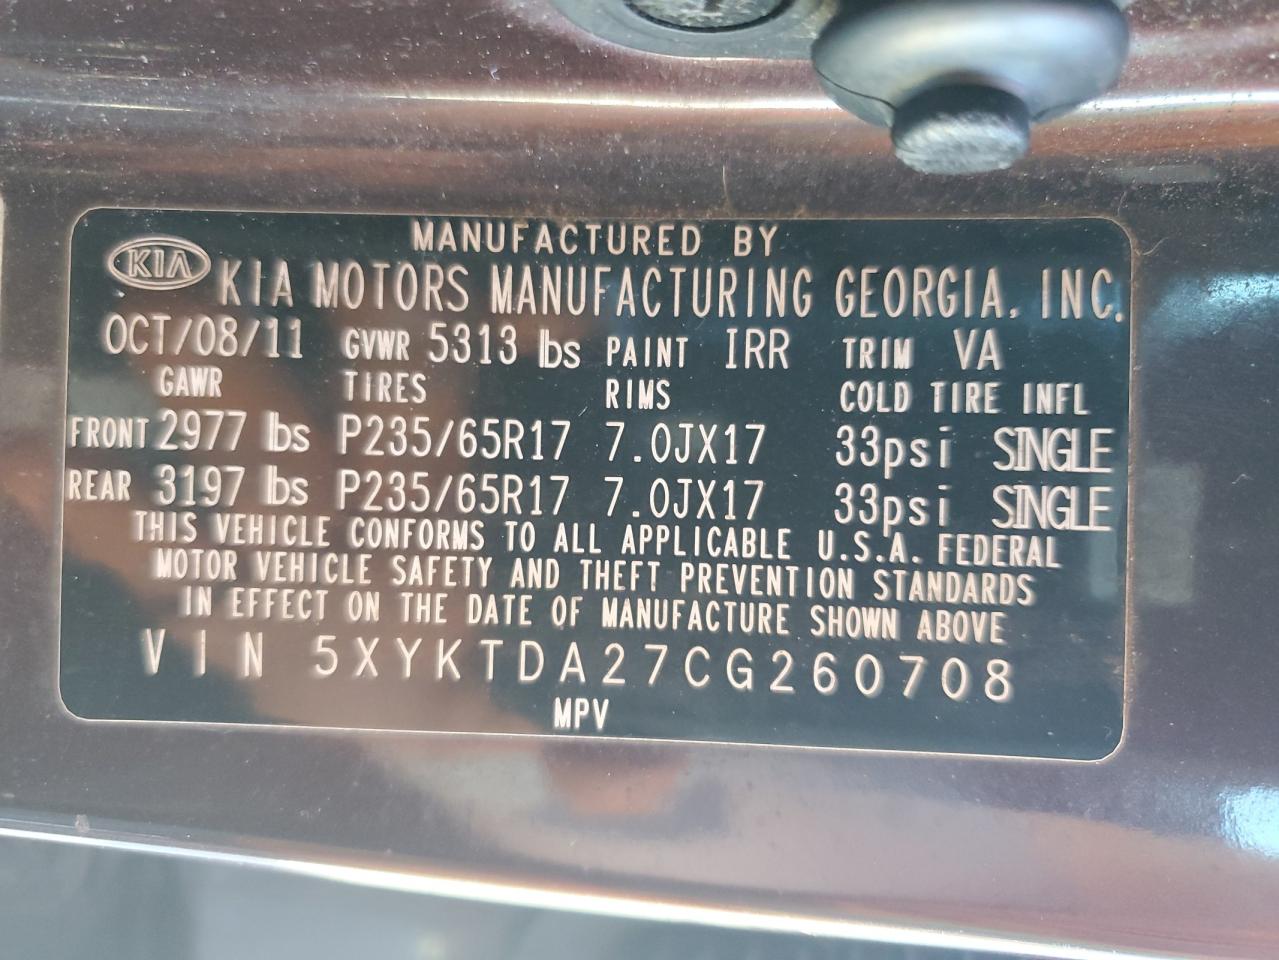 MANUFACTURED BY
KIA KIA MOTORS MANUFACTURING GEORGIA, INC.
OCT/08/11 GVWR 5313 lbs PAINT IRR TRIM VA
GAWR TIRES RIMS COLD TIRE INFL
FRONT 2977 lbs P235/65R17 7.0JX17 33psi SINGLE
REAR 3197 lbs P235/65R17 7.0JX17 33psi SINGLE
THIS VEHICLE CONFORMS TO ALL APPLICABLE U.S.A. FEDERAL
MOTOR VEHICLE SAFETY AND THEFT PREVENTION STANDARDS
IN EFFECT ON THE DATE OF MANUFACTURE SHOWN ABOVE
VIN 5XYKTDA27CG260708
MPV